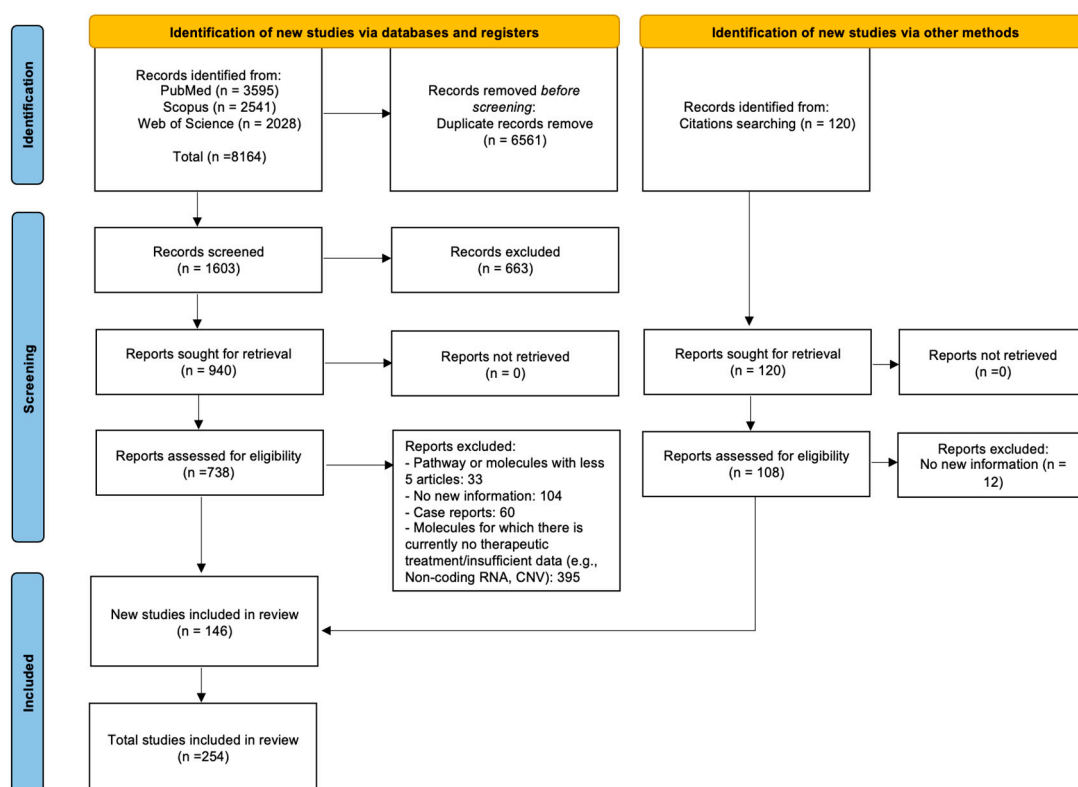 Identification of new studies via databases and registers
Identification of new studies via other methods
Identification
Records identified from:
PubMed (n = 3595)
Scopus (n = 2541)
Web of Science (n = 2028)
Total (n =8164)
Records removed before
screening:
Duplicate records remove
(n = 6561)
Records identified from:
Citations searching (n = 120)
Screening
Records screened
(n = 1603)
Records excluded
(n = 663)
Reports sought for retrieval
(n = 940)
Reports not retrieved
(n = 0)
Reports sought for retrieval
(n = 120)
Reports not retrieved
(n =0)
Reports assessed for eligibility
(n =738)
Reports excluded:
- Pathway or molecules with less
5 articles: 33
- No new information: 104
- Case reports: 60
- Molecules for which there is
currently no therapeutic
treatment/insufficient data (e.g.,
Non-coding RNA, CNV): 395
Reports assessed for eligibility
(n = 108)
Reports excluded:
No new information (n =
12)
Included
New studies included in review
(n = 146)
Total studies included in review
(n =254)